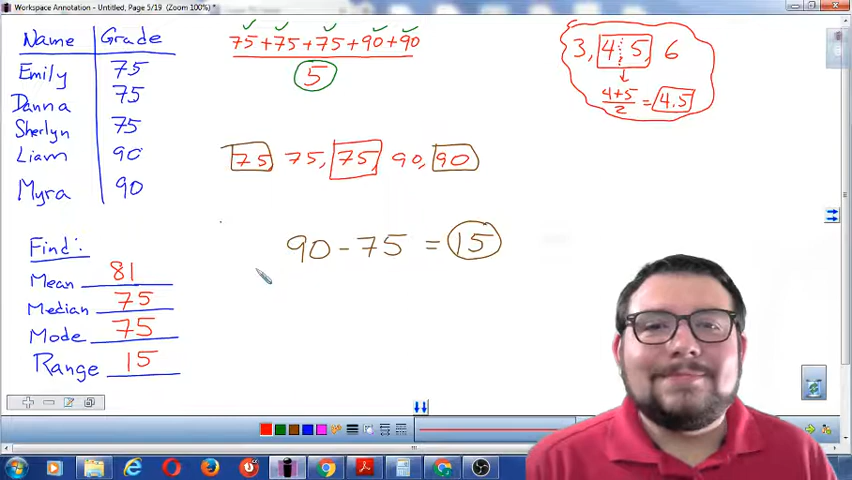 Workspace Annotation - Untitled, Page 5/19 (Zoom 100%) *
Name Grade
Emily 75
Danna 75
Sherlyn 75
Liam 90
Myra 90
75+75+75+90+90
5
3, 4, 5, 6
4+5
2
= 4.5
75 75, 75, 90, 90
90-75 = 15
Find:
Mean 81
Median 75
Mode 75
Range 15